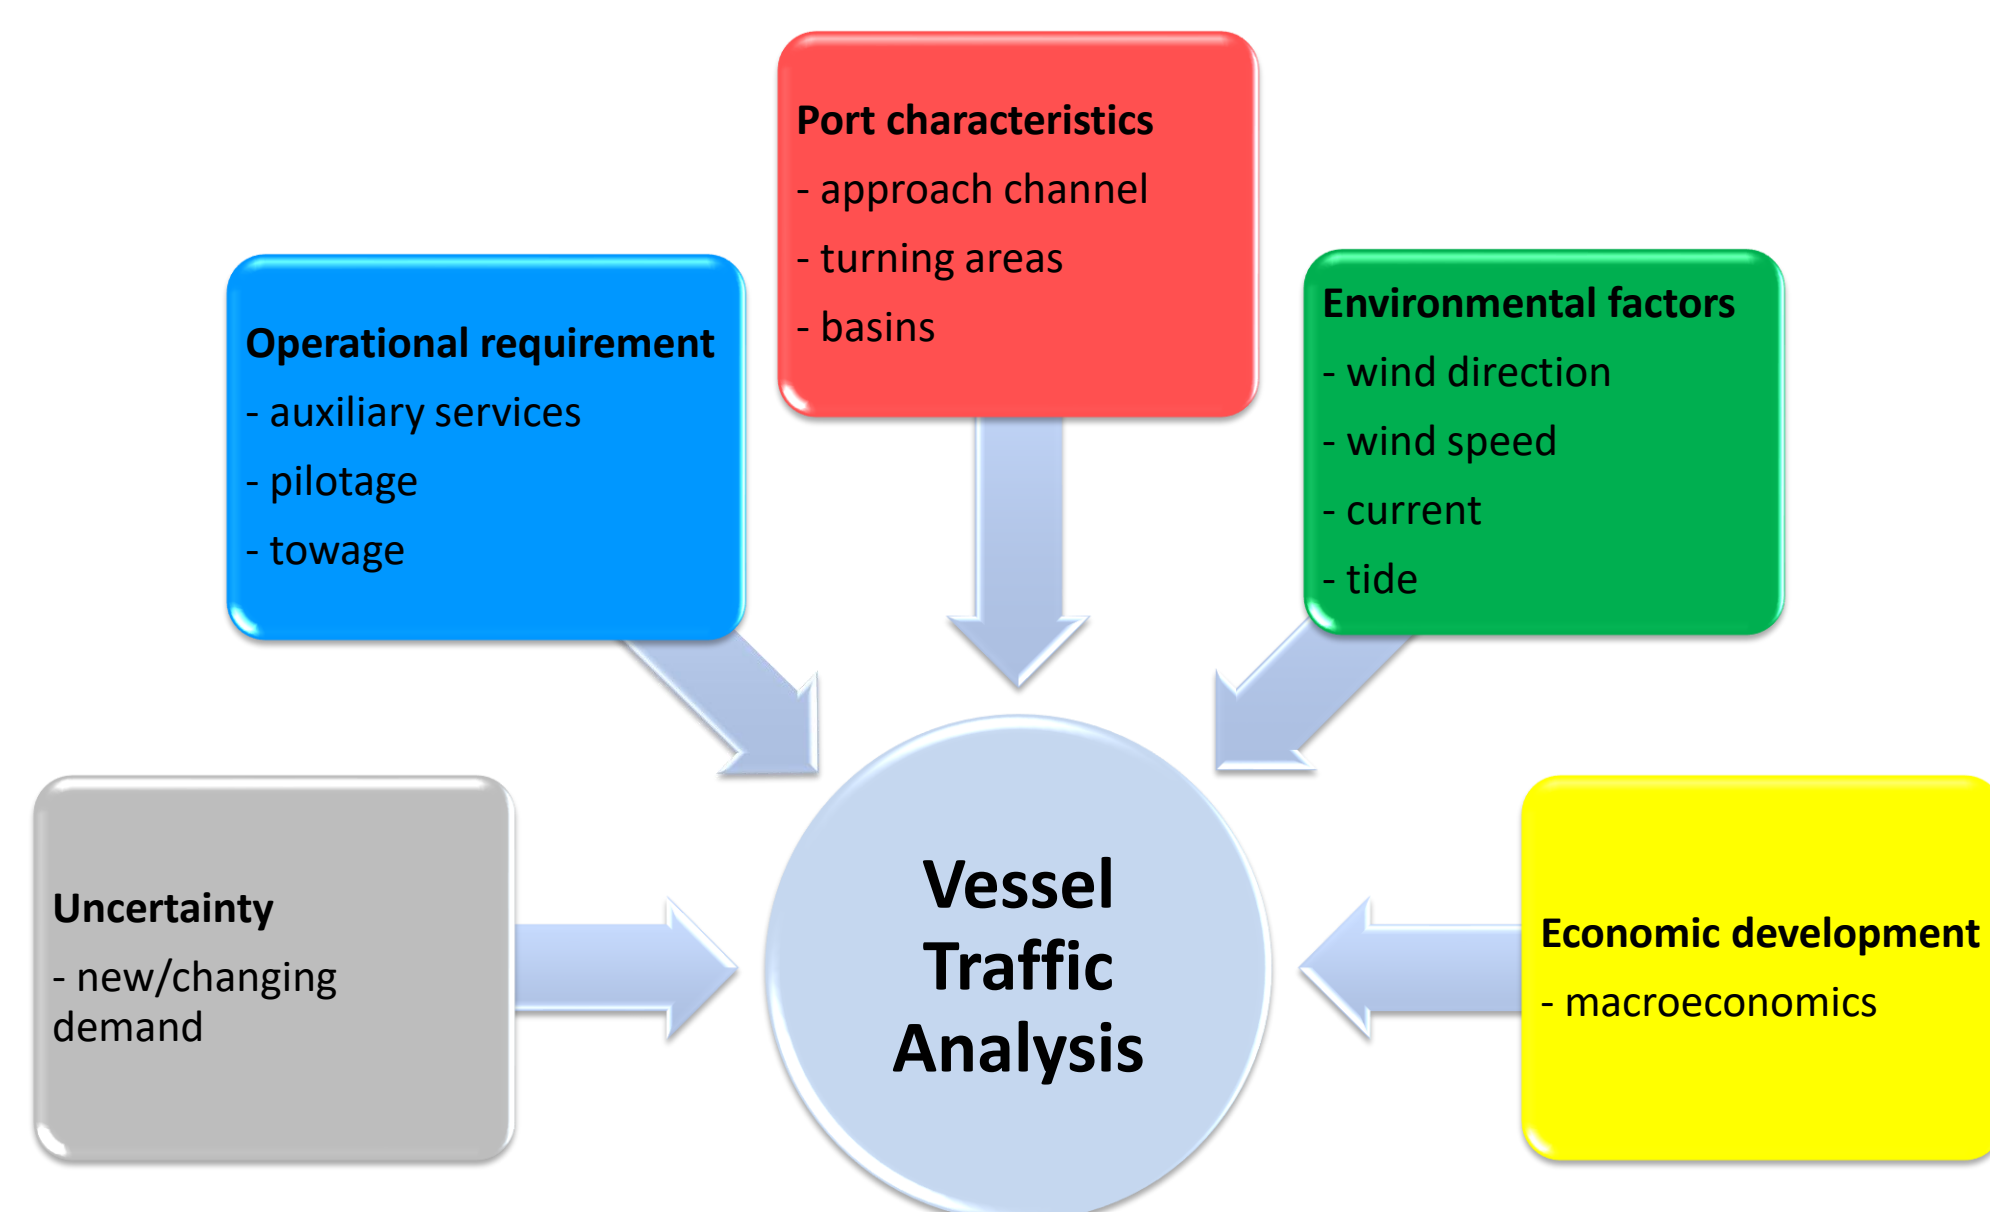 Port characteristics
- approach channel
- turning areas
- basins
Operational requirement
- auxiliary services
- pilotage
- towage
Environmental factors
- wind direction
- wind speed
- current
- tide
Uncertainty
- new/changing
demand
Vessel
Traffic
Analysis
Economic development
- macroeconomics